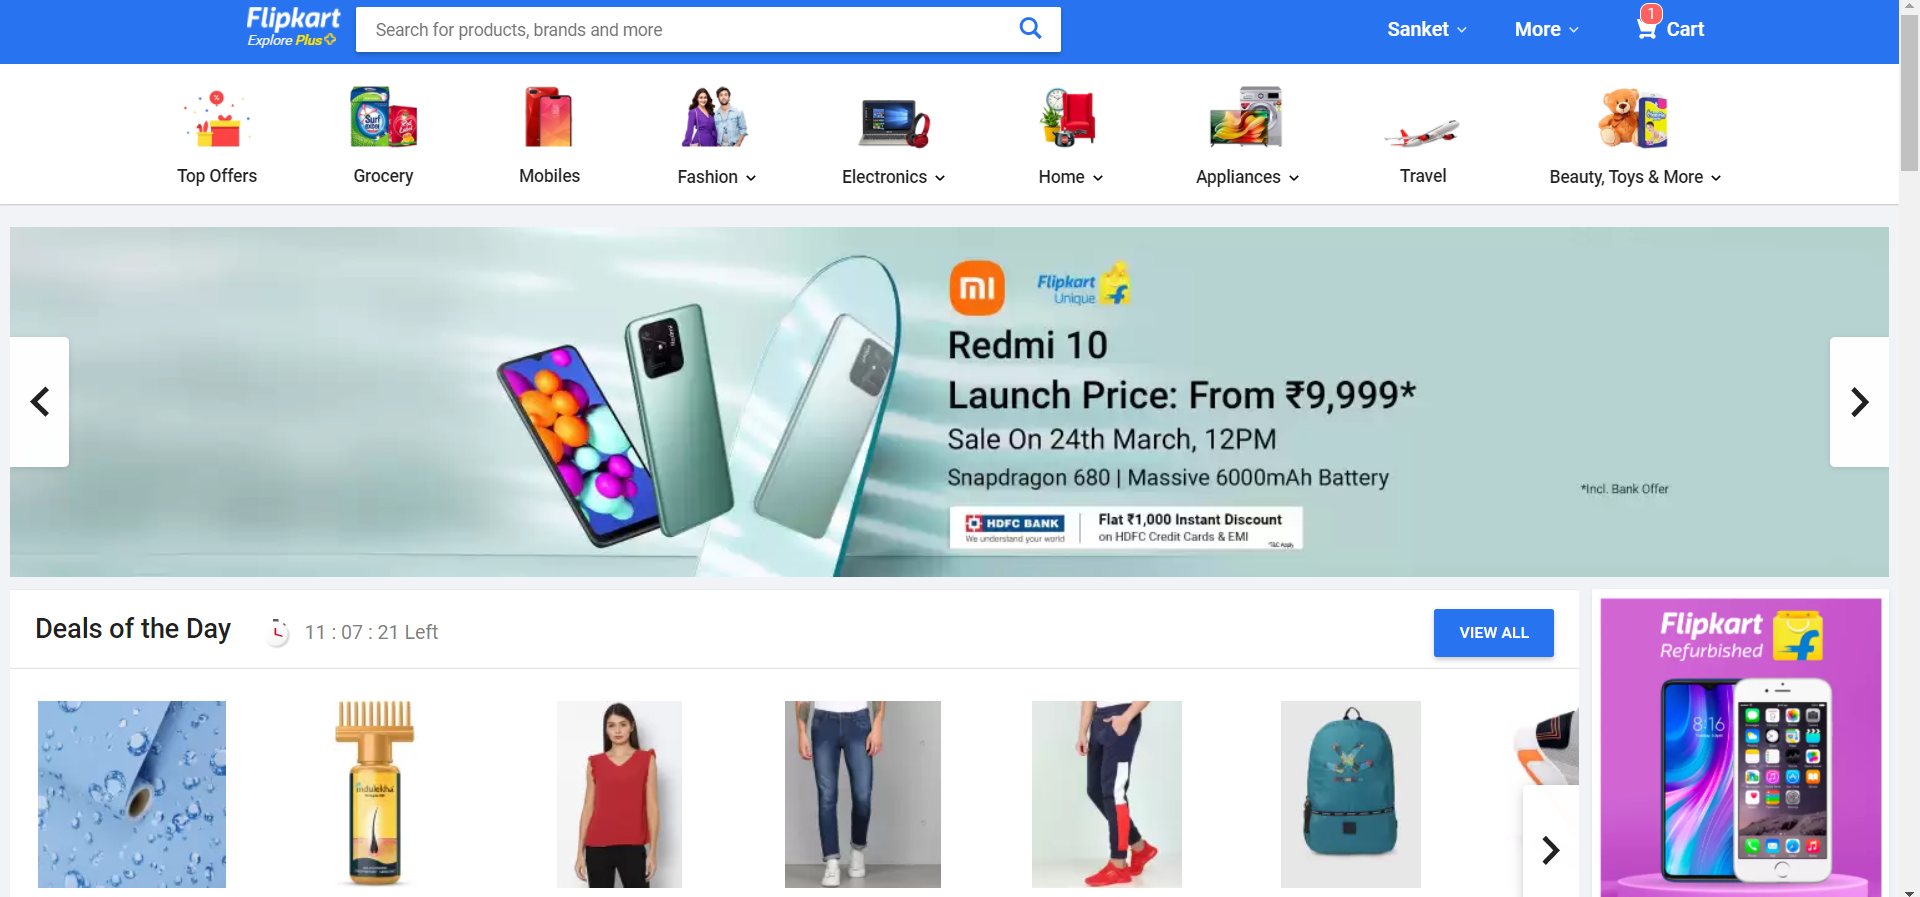 Flipkart
Explore Plus
Search for products, brands and more
Sanket
More
1
Cart
Surf excel
Top Offers
Grocery
Mobiles
Fashion
Electronics
Home
Appliances
Travel
Beauty, Toys & More
mi
Flipkart
Unique
Redmi 10
Launch Price: From ₹9,999*
Sale On 24th March, 12PM
Snapdragon 680 | Massive 6000mAh Battery
*Incl. Bank Offer
HDFC BANK
We understand your world
Flat ₹1,000 Instant Discount
on HDFC Credit Cards & EMI
*T&C Apply
Deals of the Day
11 : 07 : 21 Left
VIEW ALL
Flipkart
Refurbished
8:16
indulekha